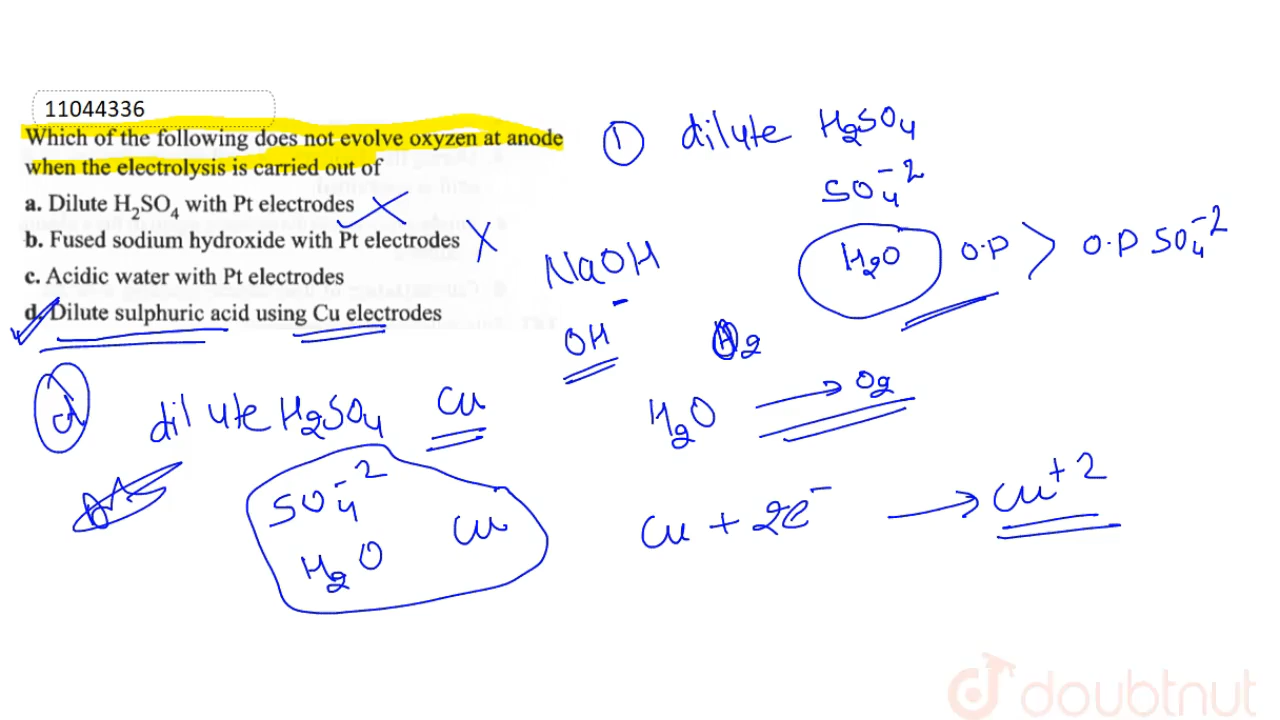 11044336
Which of the following does not evolve oxyzen at anode
when the electrolysis is carried out of
a. Dilute H₂SO₄ with Pt electrodes
b. Fused sodium hydroxide with Pt electrodes
c. Acidic water with Pt electrodes
d. Dilute sulphuric acid using Cu electrodes
① dilute H₂SO₄
SO₄⁻²
H₂O O.P > O.P SO₄⁻²
NaOH
OH⁻
O₂
H₂O → O₂
d dilute H₂SO₄ Cu
SO₄⁻²
H₂O Cu
Cu + 2e⁻ → Cu⁺²
doubtnut